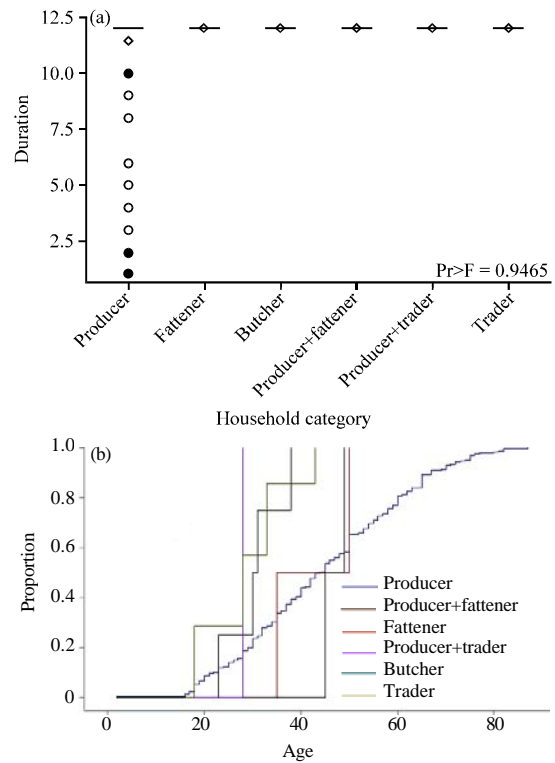 (a)
12.5
10.0
7.5
5.0
2.5
Duration
Pr>F = 0.9465
Producer
Fattener
Butcher
Producer+fattener
Producer+trader
Trader
Household category
(b)
1.0
0.8
0.6
0.4
0.2
0
Proportion
Producer
Producer+fattener
Fattener
Producer+trader
Butcher
Trader
0 20 40 60 80
Age